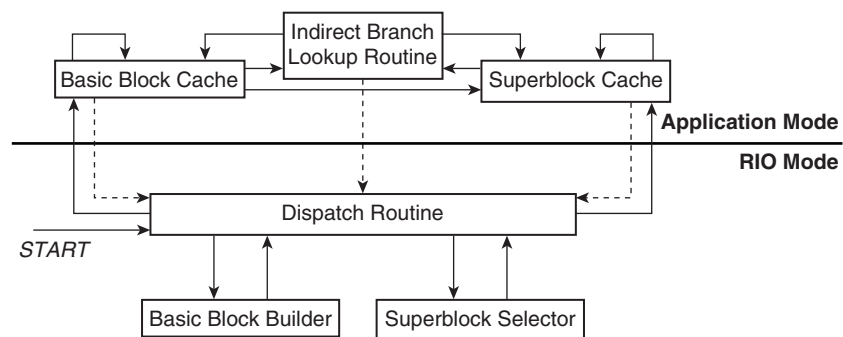 Indirect Branch
Lookup Routine
Basic Block Cache
Superblock Cache
Application Mode
RIO Mode
Dispatch Routine
START
Basic Block Builder
Superblock Selector